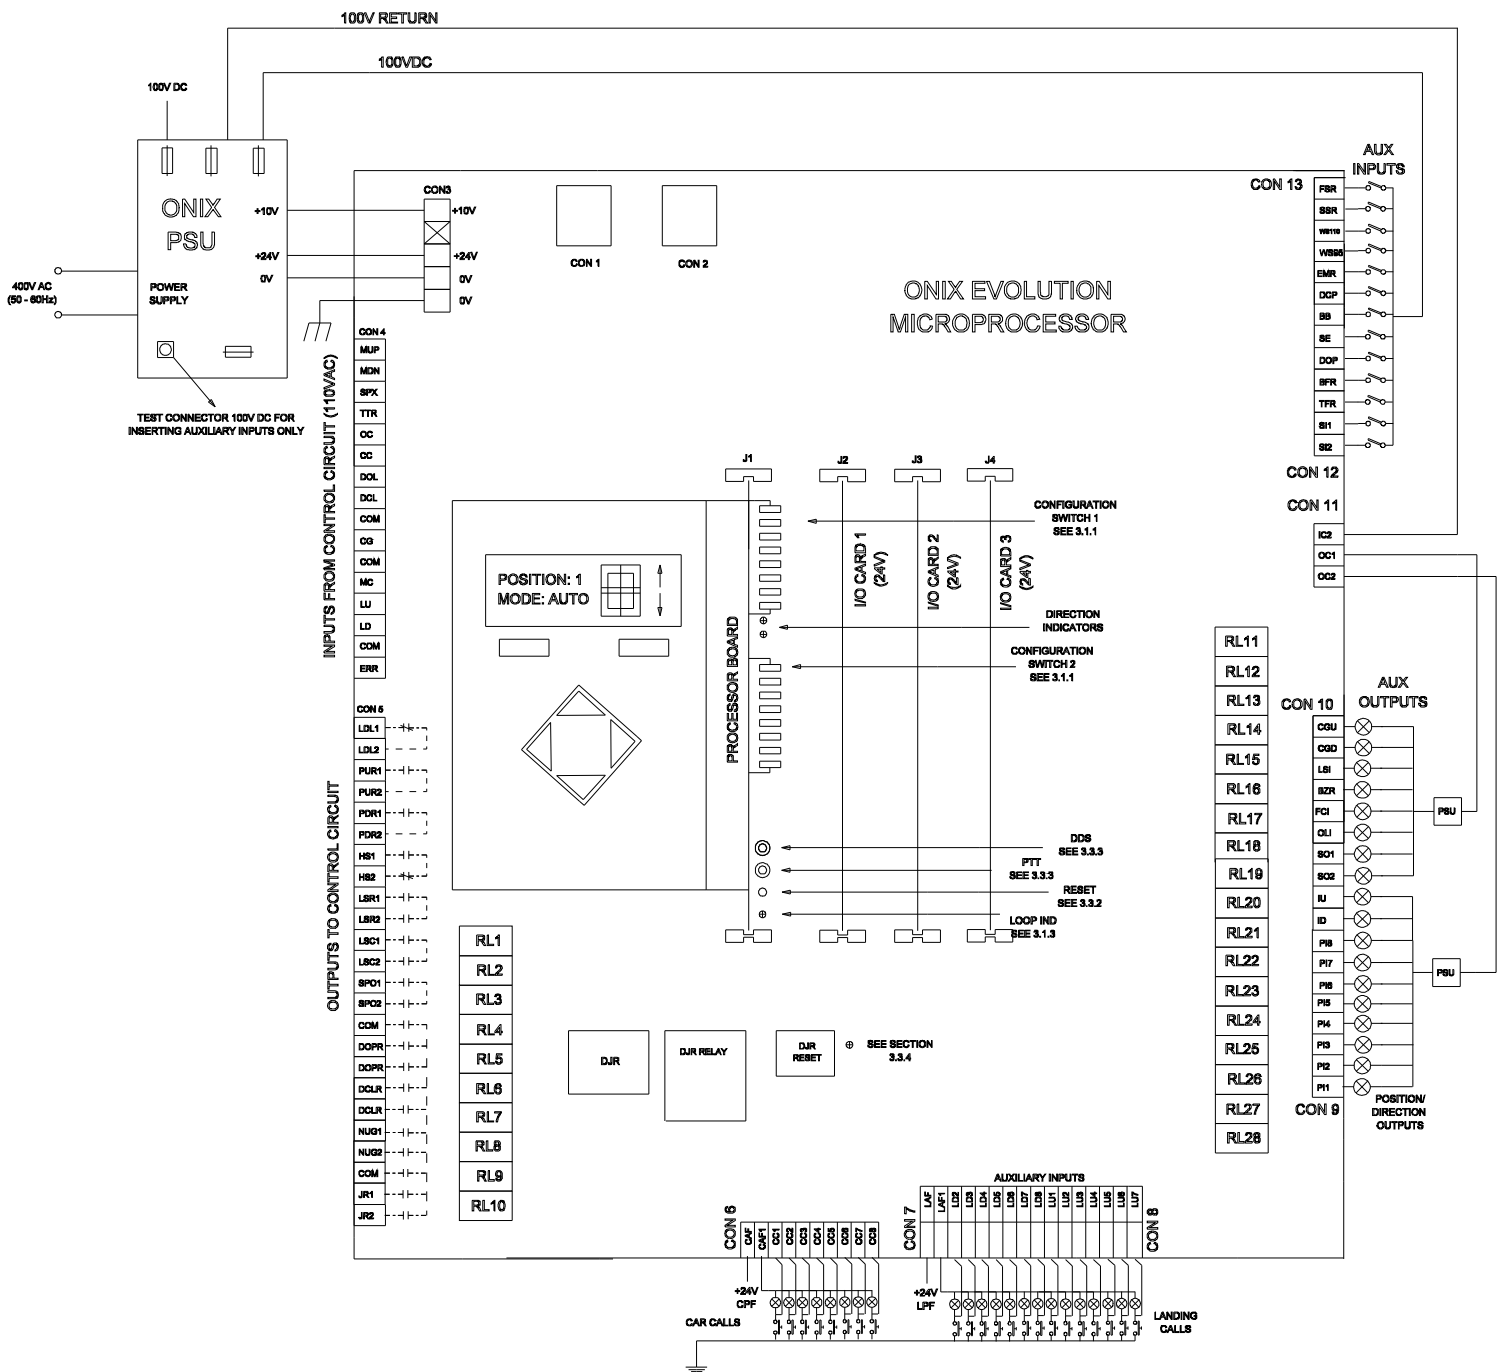 100V RETURN
100VDC
100V DC
ONIX
PSU
+10V
+24V
0V
POWER
SUPPLY
400V AC
(50 - 60Hz)
TEST CONNECTOR 100V DC FOR
INSERTING AUXILIARY INPUTS ONLY
CON3
+10V
+24V
0V
0V
CON 1
CON 2
ONIX EVOLUTION
MICROPROCESSOR
AUX
INPUTS
CON 13
FSR
SSR
WS110
WS95
EMR
DCP
BB
SE
DOP
BFR
TFR
SI1
SI2
CON 12
CON 11
IC2
OC1
OC2
INPUTS FROM CONTROL CIRCUIT (110VAC)
CON 4
MUP
MDN
SPX
TTR
OC
CC
DOL
DCL
COM
CG
COM
MC
LU
LD
COM
ERR
OUTPUTS TO CONTROL CIRCUIT
CON 5
LDL1
LDL2
PUR1
PUR2
PDR1
PDR2
HS1
HS2
LSR1
LSR2
LSC1
LSC2
SPO1
SPO2
COM
DOPR
DOPR
DCLR
DCLR
NUG1
NUG2
COM
JR1
JR2
POSITION: 1
MODE: AUTO
J1
J2
J3
J4
PROCESSOR BOARD
I/O CARD 1
(24V)
I/O CARD 2
(24V)
I/O CARD 3
(24V)
CONFIGURATION
SWITCH 1
SEE 3.1.1
DIRECTION
INDICATORS
CONFIGURATION
SWITCH 2
SEE 3.1.1
DDS
SEE 3.3.3
PTT
SEE 3.3.3
RESET
SEE 3.3.2
LOOP IND
SEE 3.1.3
RL1
RL2
RL3
RL4
RL5
RL6
RL7
RL8
RL9
RL10
DJR
DJR RELAY
DJR
RESET
SEE SECTION
3.3.4
RL11
RL12
RL13
RL14
RL15
RL16
RL17
RL18
RL19
RL20
RL21
RL22
RL23
RL24
RL25
RL26
RL27
RL28
AUX
OUTPUTS
CON 10
CGU
CGD
LSI
BZR
FCI
OLI
SO1
SO2
IU
ID
PI8
PI7
PI6
PI5
PI4
PI3
PI2
PI1
CON 9
PSU
PSU
POSITION/
DIRECTION
OUTPUTS
CON 6
CAF
CAF1
CC1
CC2
CC3
CC4
CC5
CC6
CC7
CC8
+24V
CPF
CAR CALLS
AUXILIARY INPUTS
CON 7
LAF
LAF1
LD2
LD3
LD4
LD5
LD6
LD7
LD8
LU1
LU2
LU3
LU4
LU5
LU6
LU7
CON 8
+24V
LPF
LANDING
CALLS